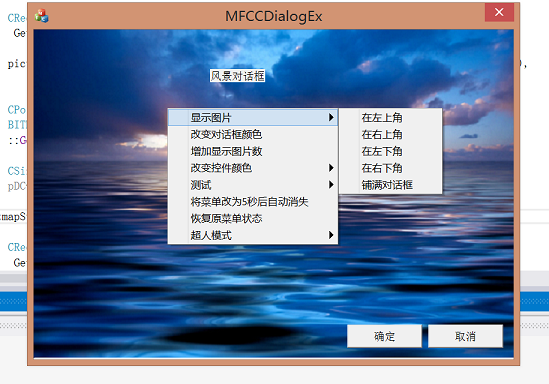 MFCCDialogEx
CRec
Ge
pic
CPo
BITM
::Ge
CSi
pDC
mapS
CRec
Ge
风景对话框
显示图片
改变对话框颜色
增加显示图片数
改变控件颜色
测试
将菜单改为5秒后自动消失
恢复原菜单状态
超人模式
在左上角
在右上角
在左下角
在右下角
铺满对话框
确定
取消